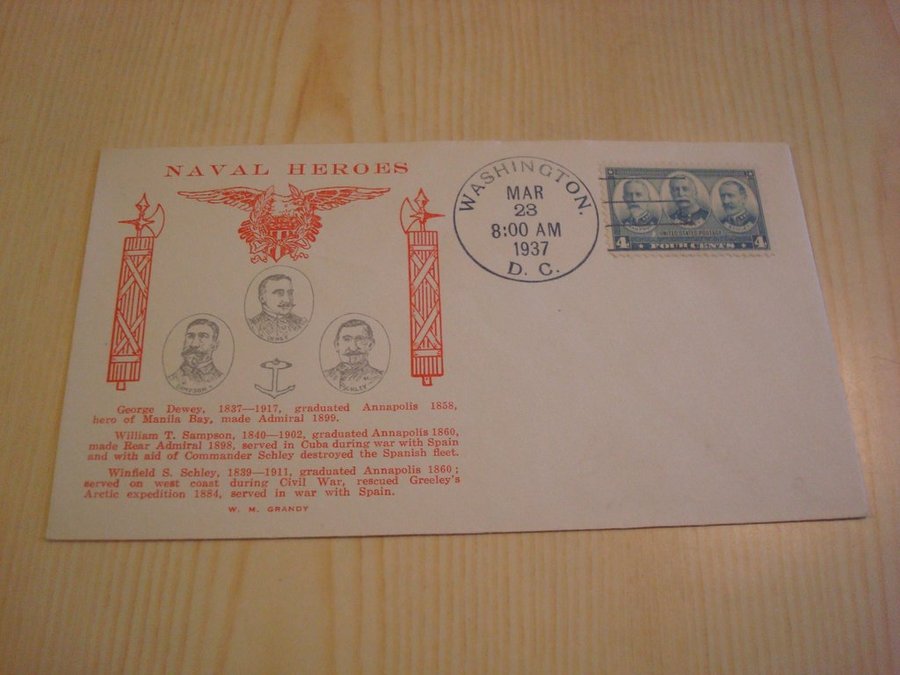 NAVAL HEROES
WASHINGTON.
MAR
23
8:00 AM
1937
D. C.
UNITED STATES POSTAGE
4 FOUR CENTS 4
DEWEY
SAMPSON
SCHLEY
George Dewey, 1837—1917, graduated Annapolis 1858,
hero of Manila Bay, made Admiral 1899.
William T. Sampson, 1840—1902, graduated Annapolis 1860,
made Rear Admiral 1898, served in Cuba during war with Spain
and with aid of Commander Schley destroyed the Spanish fleet.
Winfield S. Schley, 1839—1911, graduated Annapolis 1860;
served on west coast during Civil War, rescued Greeley's
Arctic expedition 1884, served in war with Spain.
W. M. GRANDY